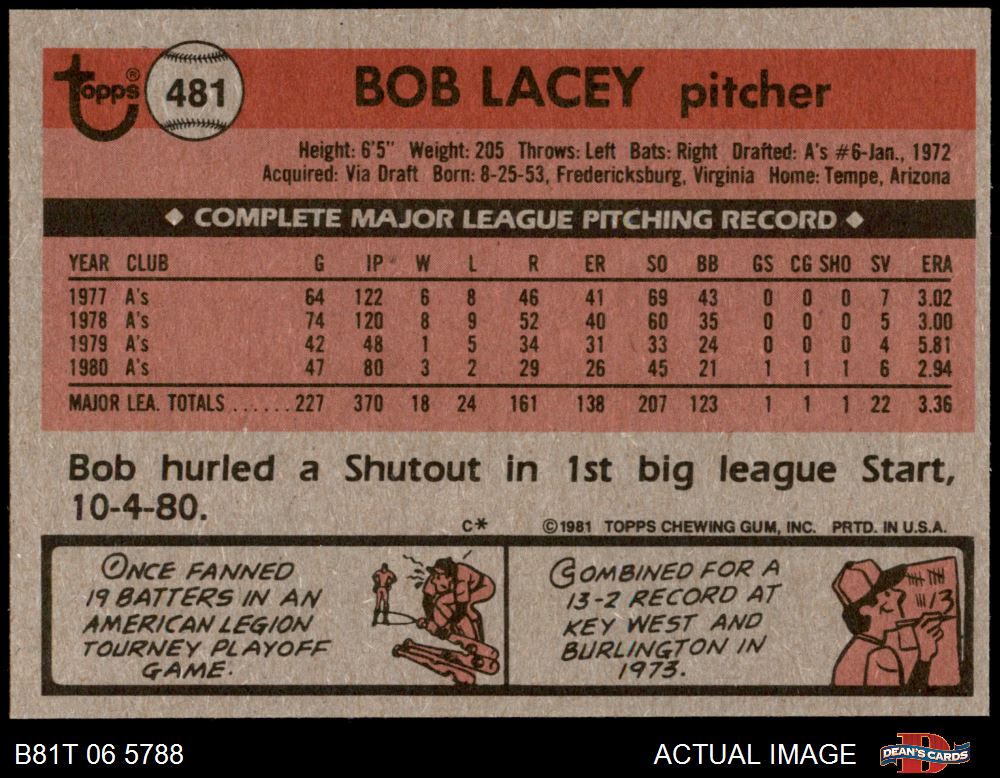 Topps® 481 BOB LACEY pitcher
Height: 6'5" Weight: 205 Throws: Left Bats: Right Drafted: A's #6-Jan., 1972
Acquired: Via Draft Born: 8-25-53, Fredericksburg, Virginia Home: Tempe, Arizona
◆ COMPLETE MAJOR LEAGUE PITCHING RECORD ◆
YEAR CLUB G IP W L R ER SO BB GS CG SHO SV ERA
1977 A's 64 122 6 8 46 41 69 43 0 0 0 7 3.02
1978 A's 74 120 8 9 52 40 60 35 0 0 0 5 3.00
1979 A's 42 48 1 5 34 31 33 24 0 0 0 4 5.81
1980 A's 47 80 3 2 29 26 45 21 1 1 1 6 2.94
MAJOR LEA. TOTALS ...... 227 370 18 24 161 138 207 123 1 1 1 22 3.36
Bob hurled a Shutout in 1st big league Start,
10-4-80.
C* ©1981 TOPPS CHEWING GUM, INC. PRTD. IN U.S.A.
ONCE FANNED
19 BATTERS IN AN
AMERICAN LEGION
TOURNEY PLAYOFF
GAME.
COMBINED FOR A
13-2 RECORD AT
KEY WEST AND
BURLINGTON IN
1973.
13
B81T 06 5788 ACTUAL IMAGE DEAN'S CARDS